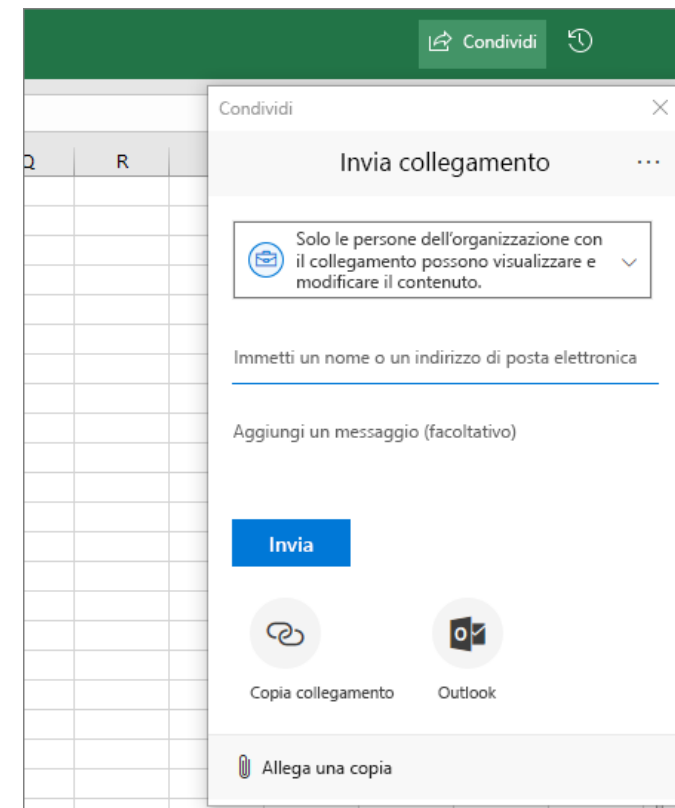 Condividi
Condividi
Q R
Invia collegamento
Solo le persone dell'organizzazione con
il collegamento possono visualizzare e
modificare il contenuto.
Immetti un nome o un indirizzo di posta elettronica
Aggiungi un messaggio (facoltativo)
Invia
Copia collegamento Outlook
Allega una copia